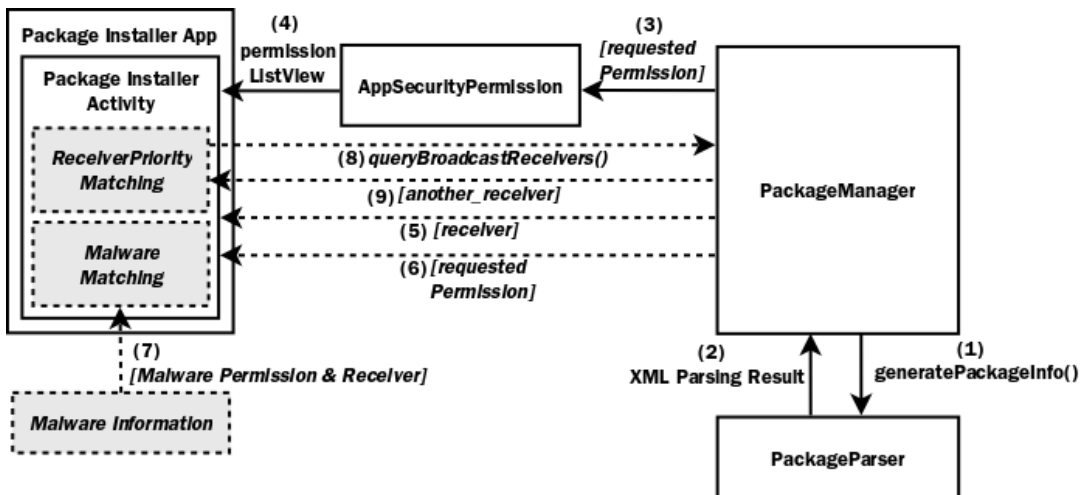 Package Installer App
Package Installer
Activity
ReceiverPriority
Matching
Malware
Matching
(4)
permission
ListView
AppSecurityPermission
(3)
[requested
Permission]
(8) queryBroadcastReceivers()
(9) [another_receiver]
(5) [receiver]
(6) [requested
Permission]
PackageManager
(7)
[Malware Permission & Receiver]
Malware Information
(2)
XML Parsing Result
(1)
generatePackageInfo()
PackageParser